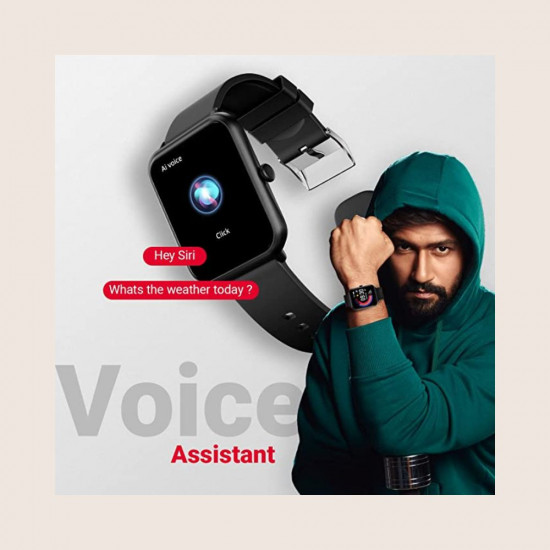 Ai voice
Click
Hey Siri
Whats the weather today ?
Voice
Assistant